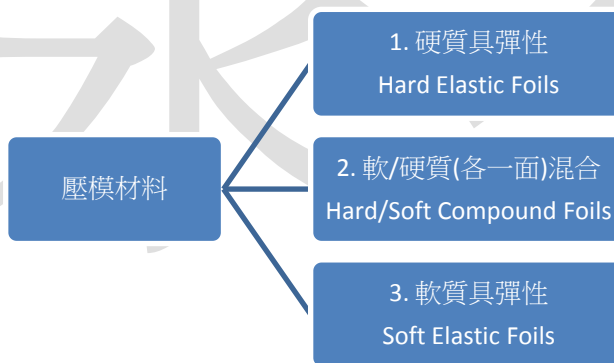 1. 硬質具彈性
Hard Elastic Foils
壓模材料
2. 軟/硬質(各一面)混合
Hard/Soft Compound Foils
3. 軟質具彈性
Soft Elastic Foils